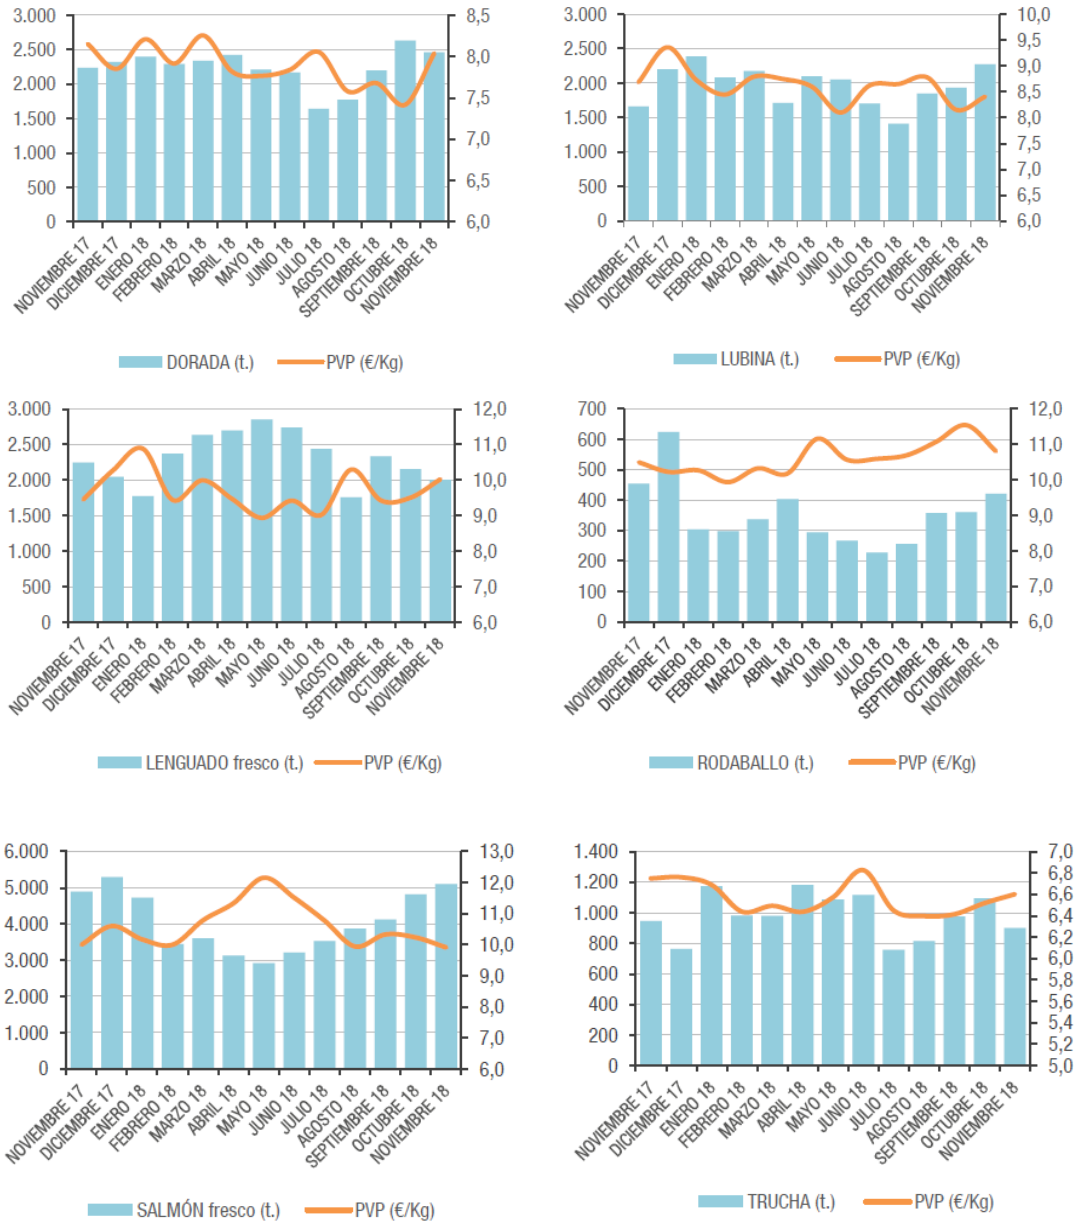 3.000
2.500
2.000
1.500
1.000
500
0
8,5
8,0
7,5
7,0
6,5
6,0
NOVIEMBRE 17
DICIEMBRE 17
ENERO 18
FEBRERO 18
MARZO 18
ABRIL 18
MAYO 18
JUNIO 18
JULIO 18
AGOSTO 18
SEPTIEMBRE 18
OCTUBRE 18
NOVIEMBRE 18
DORADA (t.) PVP (€/Kg)
3.000
2.500
2.000
1.500
1.000
500
0
10,0
9,5
9,0
8,5
8,0
7,5
7,0
6,5
6,0
NOVIEMBRE 17
DICIEMBRE 17
ENERO 18
FEBRERO 18
MARZO 18
ABRIL 18
MAYO 18
JUNIO 18
JULIO 18
AGOSTO 18
SEPTIEMBRE 18
OCTUBRE 18
NOVIEMBRE 18
LUBINA (t.) PVP (€/Kg)
3.000
2.500
2.000
1.500
1.000
500
0
12,0
11,0
10,0
9,0
8,0
7,0
6,0
NOVIEMBRE 17
DICIEMBRE 17
ENERO 18
FEBRERO 18
MARZO 18
ABRIL 18
MAYO 18
JUNIO 18
JULIO 18
AGOSTO 18
SEPTIEMBRE 18
OCTUBRE 18
NOVIEMBRE 18
LENGUADO fresco (t.) PVP (€/Kg)
700
600
500
400
300
200
100
0
12,0
11,0
10,0
9,0
8,0
7,0
6,0
NOVIEMBRE 17
DICIEMBRE 17
ENERO 18
FEBRERO 18
MARZO 18
ABRIL 18
MAYO 18
JUNIO 18
JULIO 18
AGOSTO 18
SEPTIEMBRE 18
OCTUBRE 18
NOVIEMBRE 18
RODABALLO (t.) PVP (€/Kg)
6.000
5.000
4.000
3.000
2.000
1.000
0
13,0
12,0
11,0
10,0
9,0
8,0
7,0
6,0
NOVIEMBRE 17
DICIEMBRE 17
ENERO 18
FEBRERO 18
MARZO 18
ABRIL 18
MAYO 18
JUNIO 18
JULIO 18
AGOSTO 18
SEPTIEMBRE 18
OCTUBRE 18
NOVIEMBRE 18
SALMÓN fresco (t.) PVP (€/Kg)
1.400
1.200
1.000
800
600
400
200
0
7,0
6,8
6,6
6,4
6,2
6,0
5,8
5,6
5,4
5,2
5,0
NOVIEMBRE 17
DICIEMBRE 17
ENERO 18
FEBRERO 18
MARZO 18
ABRIL 18
MAYO 18
JUNIO 18
JULIO 18
AGOSTO 18
SEPTIEMBRE 18
OCTUBRE 18
NOVIEMBRE 18
TRUCHA (t.) PVP (€/Kg)